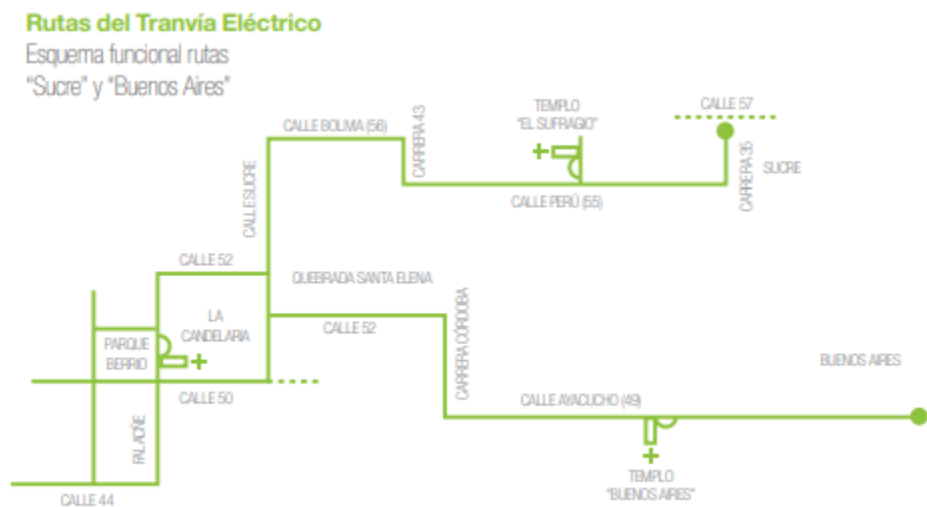 Rutas del Tranvía Eléctrico
Esquema funcional rutas
“Sucre” y “Buenos Aires”
CALLE 57
TEMPLO
“EL SUFRAGIO”
CARRERA 43
CALLE BOLIVIA (56)
SUCRE
CARRERA 35
CALLE SUCRE
CALLE PERÚ (55)
CALLE 52
QUEBRADA SANTA ELENA
LA
CANDELARIA
CALLE 52
CARRERA CÓRDOBA
PARQUE
BERRIO
BUENOS AIRES
CALLE 50
CALLE AYACUCHO (49)
TEMPLO
“BUENOS AIRES”
CALLE 44